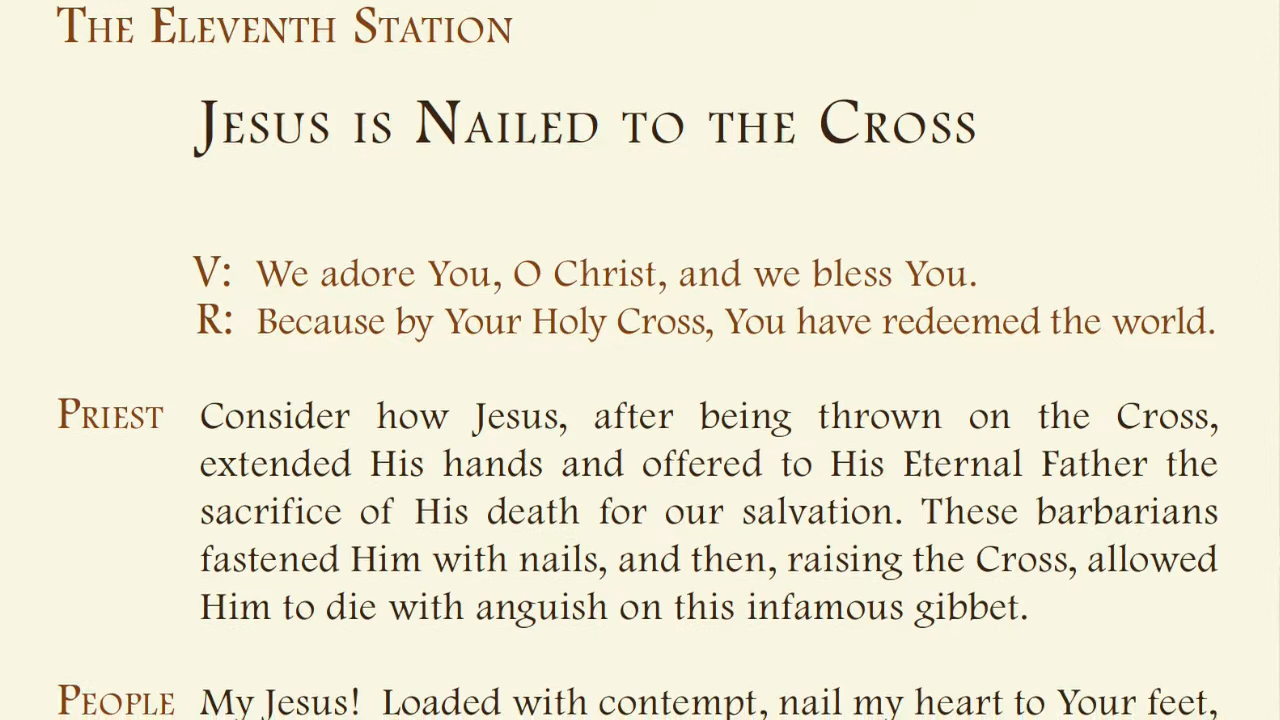 The Eleventh Station
Jesus is Nailed to the Cross
V: We adore You, O Christ, and we bless You.
R: Because by Your Holy Cross, You have redeemed the world.
Priest Consider how Jesus, after being thrown on the Cross,
extended His hands and offered to His Eternal Father the
sacrifice of His death for our salvation. These barbarians
fastened Him with nails, and then, raising the Cross, allowed
Him to die with anguish on this infamous gibbet.
People My Jesus! Loaded with contempt, nail my heart to Your feet,